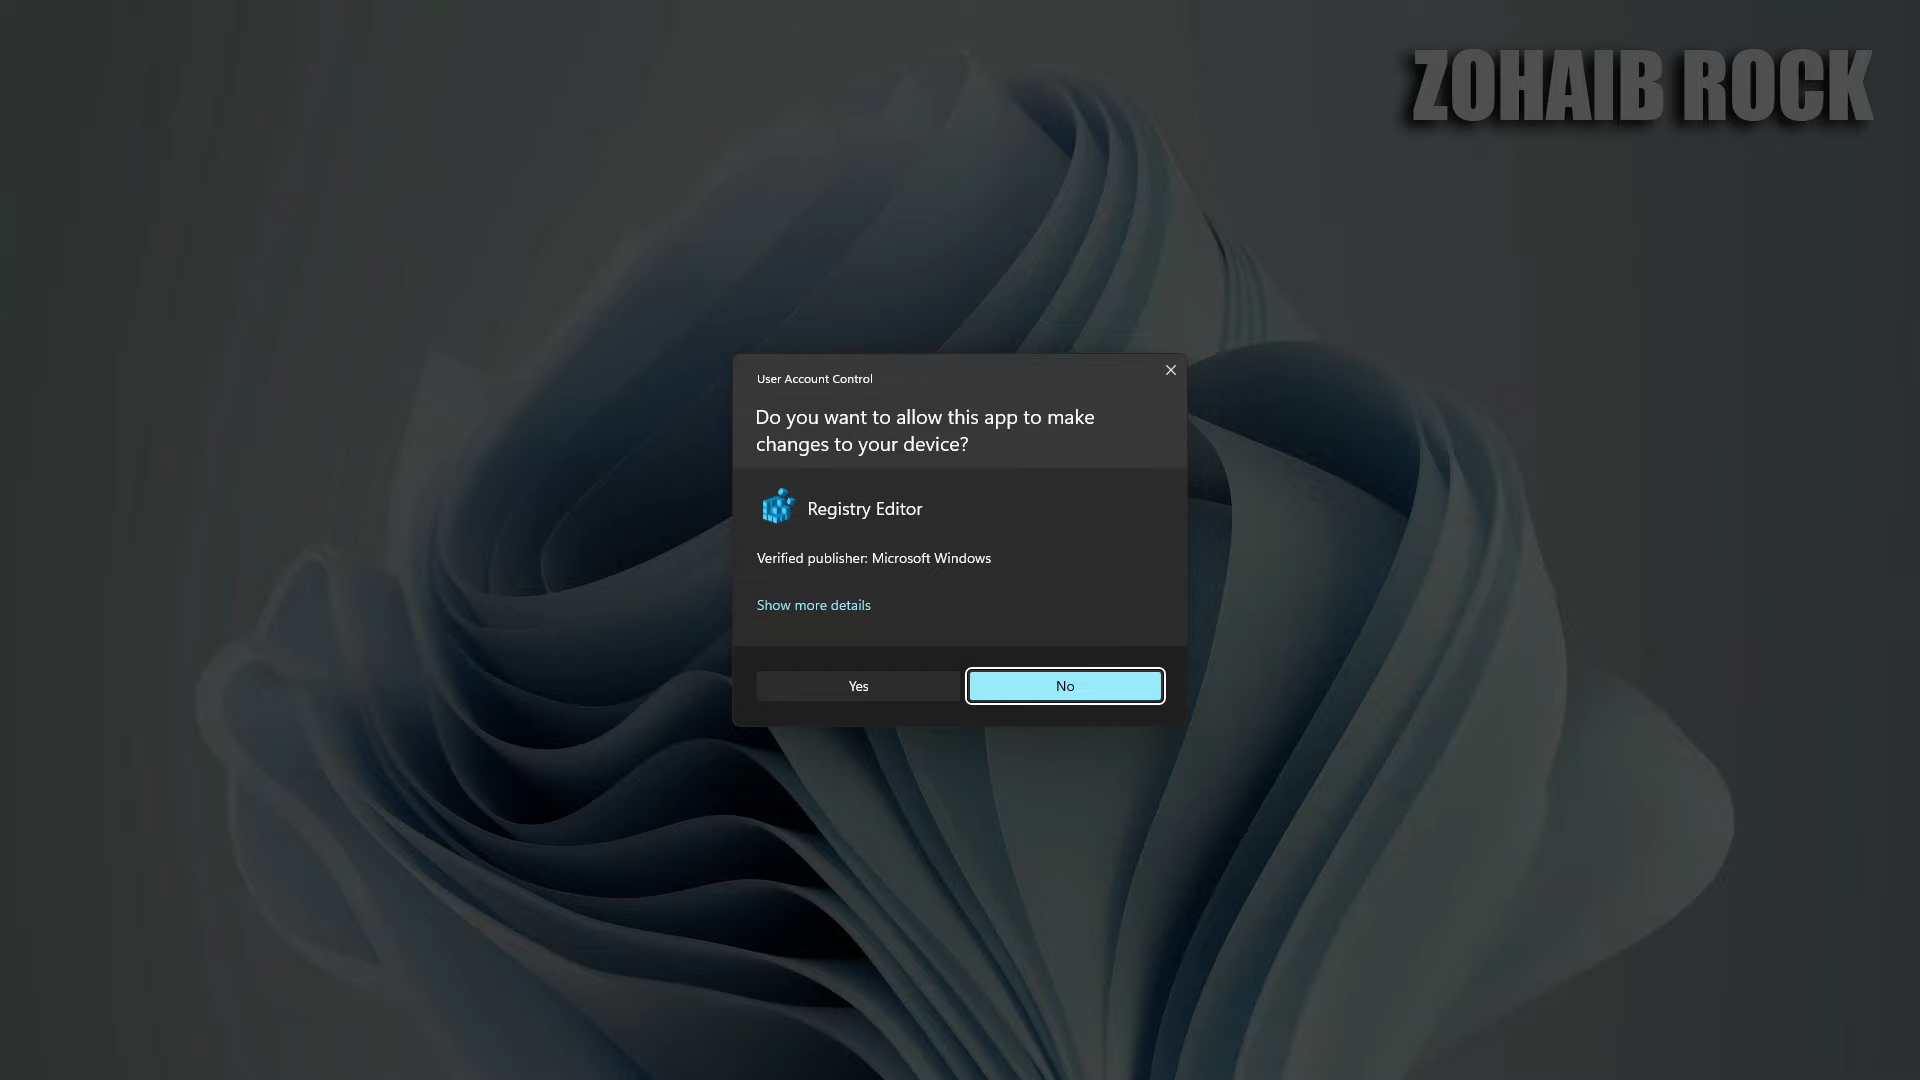 ZOHAIB ROCK
User Account Control
Do you want to allow this app to make
changes to your device?
Registry Editor
Verified publisher: Microsoft Windows
Show more details
Yes
No